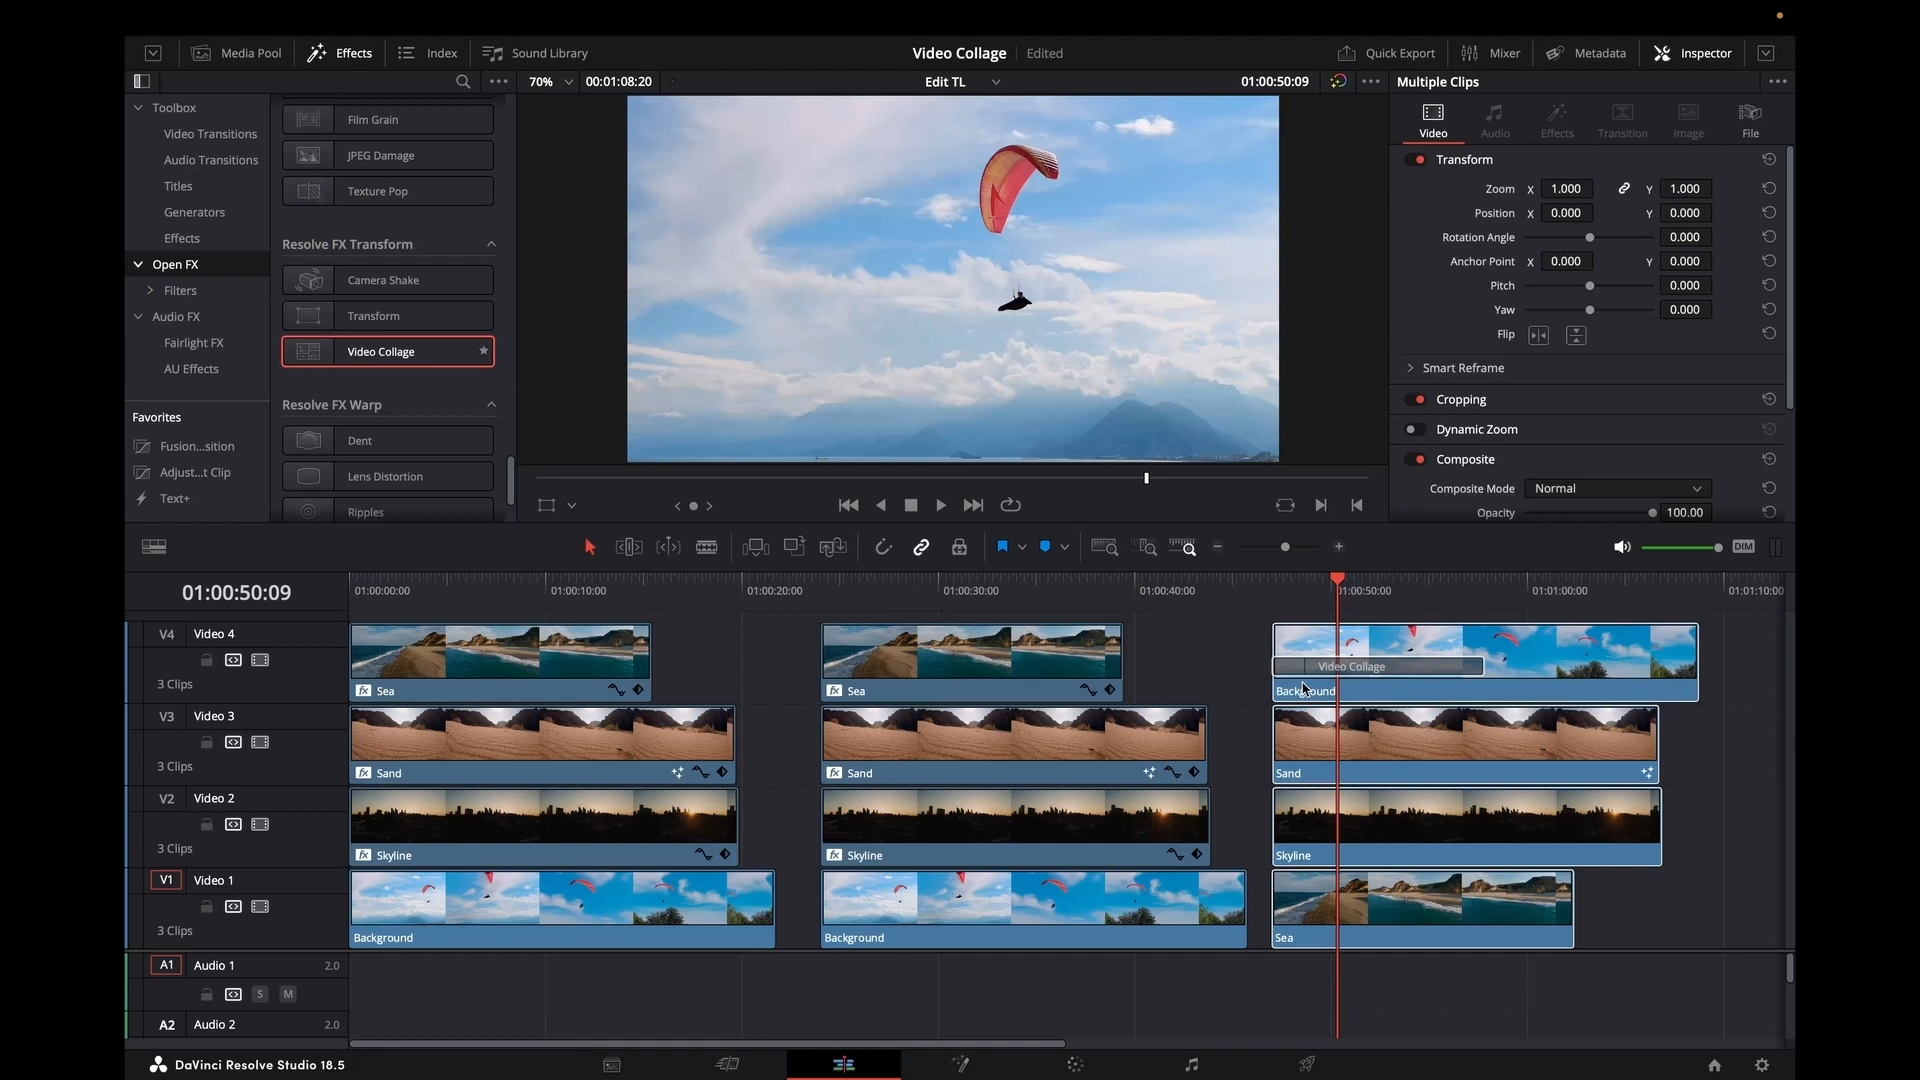 Media Pool
Effects
Index
Sound Library
Video Collage
Edited
Quick Export
Mixer
Metadata
Inspector
70%
00:01:08:20
Edit TL
01:00:50:09
Multiple Clips
Toolbox
Video Transitions
Audio Transitions
Titles
Generators
Effects
Open FX
Filters
Audio FX
Fairlight FX
AU Effects
Favorites
Fusion...sition
Adjust...t Clip
Text+
Film Grain
JPEG Damage
Texture Pop
Resolve FX Transform
Camera Shake
Transform
Video Collage
Resolve FX Warp
Dent
Lens Distortion
Ripples
Video
Audio
Effects
Transition
Image
File
Transform
Zoom X 1.000 Y 1.000
Position X 0.000 Y 0.000
Rotation Angle 0.000
Anchor Point X 0.000 Y 0.000
Pitch 0.000
Yaw 0.000
Flip
Smart Reframe
Cropping
Dynamic Zoom
Composite
Composite Mode Normal
Opacity 100.00
DIM
01:00:50:09
01:00:00:00
01:00:10:00
01:00:20:00
01:00:30:00
01:00:40:00
01:00:50:00
01:01:00:00
01:01:10:00
V4 Video 4
3 Clips
Sea
Sea
Video Collage
Background
V3 Video 3
3 Clips
Sand
Sand
Sand
V2 Video 2
3 Clips
Skyline
Skyline
Skyline
V1 Video 1
3 Clips
Background
Background
Sea
A1 Audio 1 2.0
S M
A2 Audio 2 2.0
DaVinci Resolve Studio 18.5